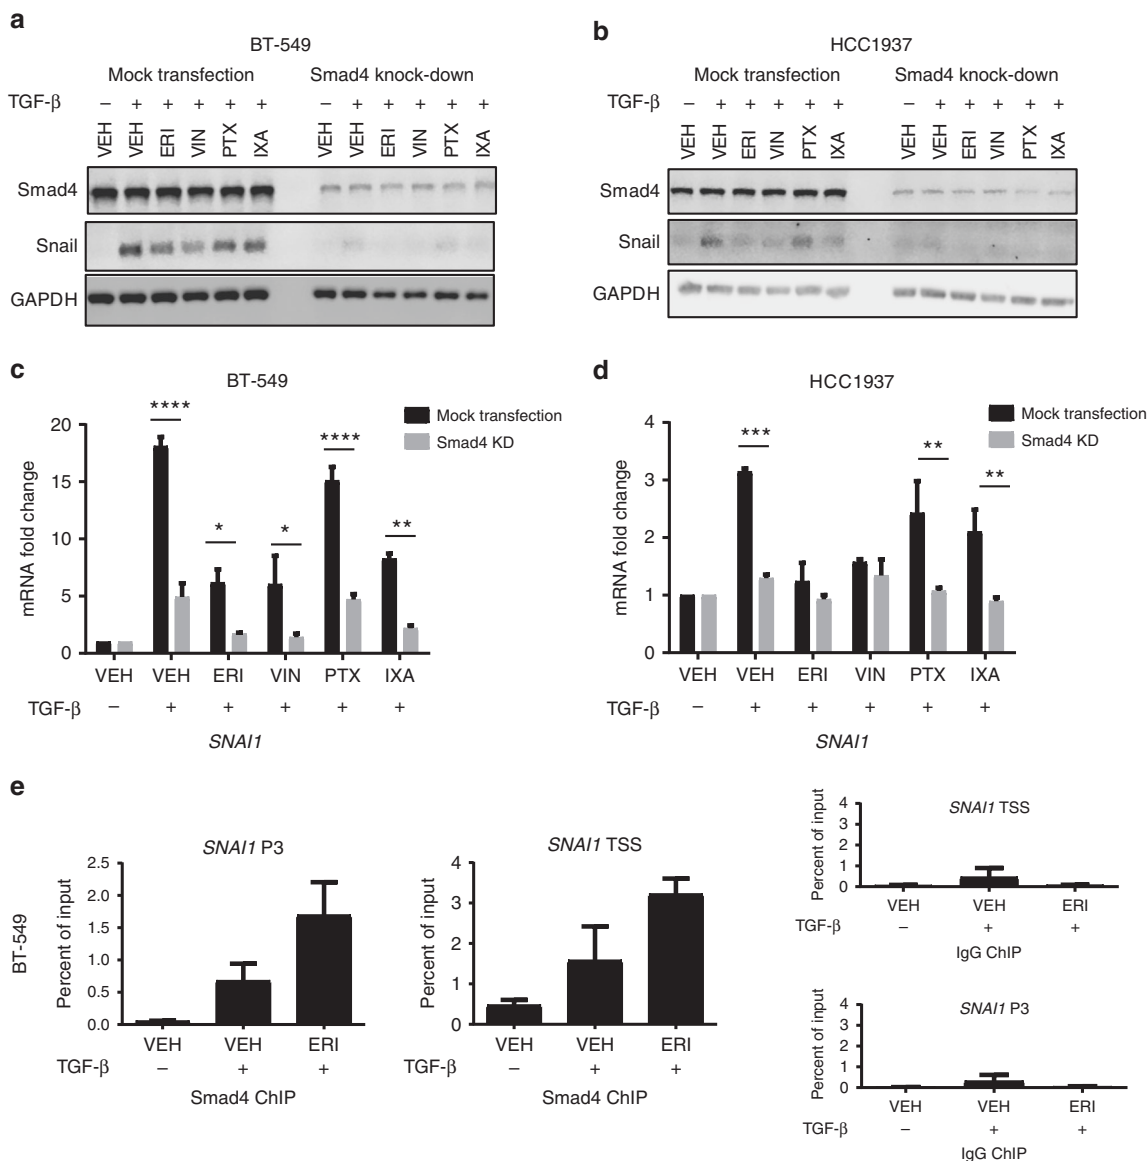 a
BT-549
Mock transfection Smad4 knock-down
TGF-β – + + + + + – + + + + +
VEH VEH ERI VIN PTX IXA VEH VEH ERI VIN PTX IXA
Smad4
Snail
GAPDH
b
HCC1937
Mock transfection Smad4 knock-down
TGF-β – + + + + + – + + + + +
VEH VEH ERI VIN PTX IXA VEH VEH ERI VIN PTX IXA
Smad4
Snail
GAPDH
c
BT-549
Mock transfection
Smad4 KD
mRNA fold change
20
15
10
5
0
**** * * **** **
VEH VEH ERI VIN PTX IXA
TGF-β – + + + + +
SNAI1
d
HCC1937
Mock transfection
Smad4 KD
mRNA fold change
4
3
2
1
0
*** ** **
VEH VEH ERI VIN PTX IXA
TGF-β – + + + + +
SNAI1
e
BT-549
SNAI1 P3
Percent of input
2.5
2.0
1.5
1.0
0.5
0.0
VEH VEH ERI
TGF-β – + +
Smad4 ChIP
SNAI1 TSS
Percent of input
4
3
2
1
0
VEH VEH ERI
TGF-β – + +
Smad4 ChIP
SNAI1 TSS
Percent of input
4
3
2
1
0
VEH VEH ERI
TGF-β – + +
IgG ChIP
SNAI1 P3
Percent of input
4
3
2
1
0
VEH VEH ERI
TGF-β – + +
IgG ChIP